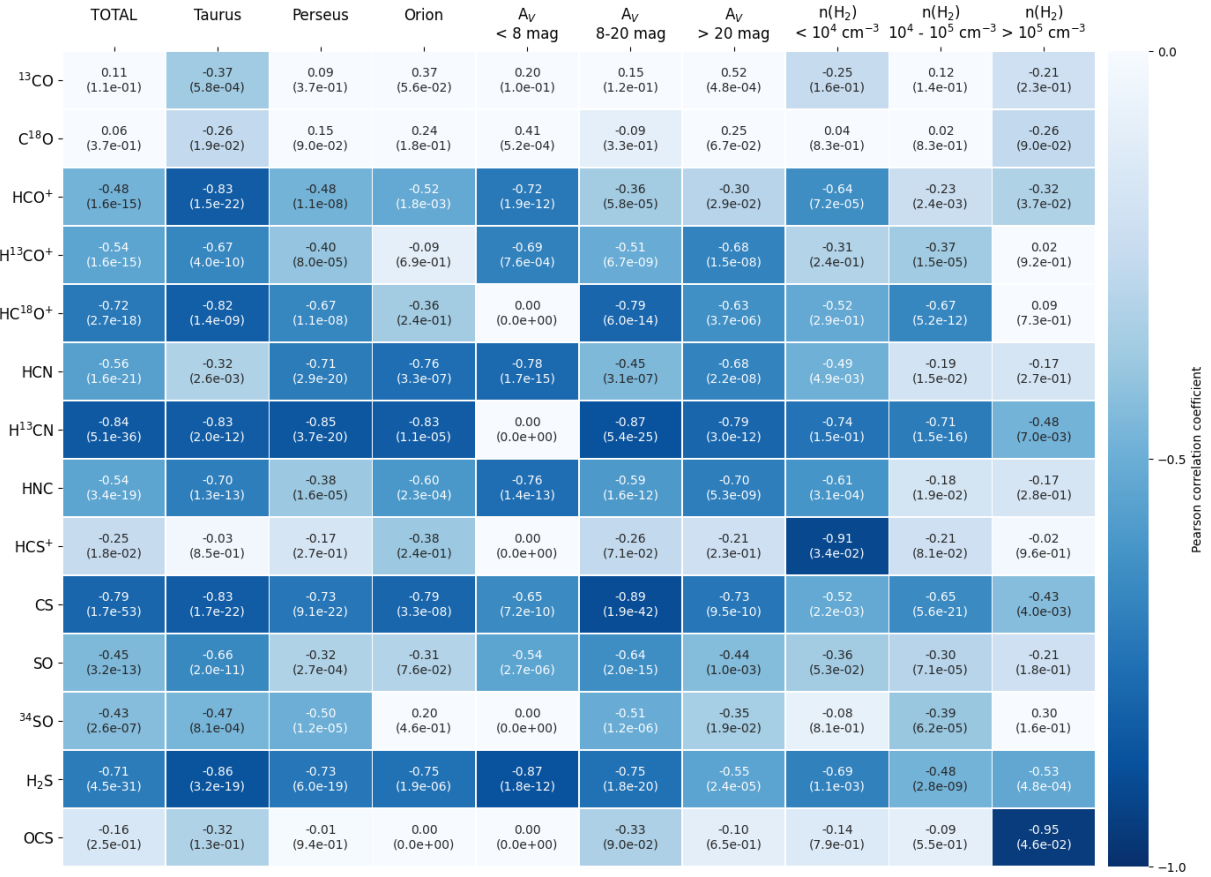 TOTAL Taurus Perseus Orion A_V A_V A_V n(H₂) n(H₂) n(H₂)
< 8 mag 8-20 mag > 20 mag < 10⁴ cm⁻³ 10⁴ - 10⁵ cm⁻³ > 10⁵ cm⁻³
¹³CO 0.11 -0.37 0.09 0.37 0.20 0.15 0.52 -0.25 0.12 -0.21
(1.1e-01) (5.8e-04) (3.7e-01) (5.6e-02) (1.0e-01) (1.2e-01) (4.8e-04) (1.6e-01) (1.4e-01) (2.3e-01)
C¹⁸O 0.06 -0.26 0.15 0.24 0.41 -0.09 0.25 0.04 0.02 -0.26
(3.7e-01) (1.9e-02) (9.0e-02) (1.8e-01) (5.2e-04) (3.3e-01) (6.7e-02) (8.3e-01) (8.3e-01) (9.0e-02)
HCO⁺ -0.48 -0.83 -0.48 -0.52 -0.72 -0.36 -0.30 -0.64 -0.23 -0.32
(1.6e-15) (1.5e-22) (1.1e-08) (1.8e-03) (1.9e-12) (5.8e-05) (2.9e-02) (7.2e-05) (2.4e-03) (3.7e-02)
H¹³CO⁺ -0.54 -0.67 -0.40 -0.09 -0.69 -0.51 -0.68 -0.31 -0.37 0.02
(1.6e-15) (4.0e-10) (8.0e-05) (6.9e-01) (7.6e-04) (6.7e-09) (1.5e-08) (2.4e-01) (1.5e-05) (9.2e-01)
HC¹⁸O⁺ -0.72 -0.82 -0.67 -0.36 0.00 -0.79 -0.63 -0.52 -0.67 0.09
(2.7e-18) (1.4e-09) (1.1e-08) (2.4e-01) (0.0e+00) (6.0e-14) (3.7e-06) (2.9e-01) (5.2e-12) (7.3e-01)
HCN -0.56 -0.32 -0.71 -0.76 -0.78 -0.45 -0.68 -0.49 -0.19 -0.17
(1.6e-21) (2.6e-03) (2.9e-20) (3.3e-07) (1.7e-15) (3.1e-07) (2.2e-08) (4.9e-03) (1.5e-02) (2.7e-01)
H¹³CN -0.84 -0.83 -0.85 -0.83 0.00 -0.87 -0.79 -0.74 -0.71 -0.48
(5.1e-36) (2.0e-12) (3.7e-20) (1.1e-05) (0.0e+00) (5.4e-25) (3.0e-12) (1.5e-01) (1.5e-16) (7.0e-03)
HNC -0.54 -0.70 -0.38 -0.60 -0.76 -0.59 -0.70 -0.61 -0.18 -0.17
(3.4e-19) (1.3e-13) (1.6e-05) (2.3e-04) (1.4e-13) (1.6e-12) (5.3e-09) (3.1e-04) (1.9e-02) (2.8e-01)
HCS⁺ -0.25 -0.03 -0.17 -0.38 0.00 -0.26 -0.21 -0.91 -0.21 -0.02
(1.8e-02) (8.5e-01) (2.7e-01) (2.4e-01) (0.0e+00) (7.1e-02) (2.3e-01) (3.4e-02) (8.1e-02) (9.6e-01)
CS -0.79 -0.83 -0.73 -0.79 -0.65 -0.89 -0.73 -0.52 -0.65 -0.43
(1.7e-53) (1.7e-22) (9.1e-22) (3.3e-08) (7.2e-10) (1.9e-42) (9.5e-10) (2.2e-03) (5.6e-21) (4.0e-03)
SO -0.45 -0.66 -0.32 -0.31 -0.54 -0.64 -0.44 -0.36 -0.30 -0.21
(3.2e-13) (2.0e-11) (2.7e-04) (7.6e-02) (2.7e-06) (2.0e-15) (1.0e-03) (5.3e-02) (7.1e-05) (1.8e-01)
³⁴SO -0.43 -0.47 -0.50 0.20 0.00 -0.51 -0.35 -0.08 -0.39 0.30
(2.6e-07) (8.1e-04) (1.2e-05) (4.6e-01) (0.0e+00) (1.2e-06) (1.9e-02) (8.1e-01) (6.2e-05) (1.6e-01)
H₂S -0.71 -0.86 -0.73 -0.75 -0.87 -0.75 -0.55 -0.69 -0.48 -0.53
(4.5e-31) (3.2e-19) (6.0e-19) (1.9e-06) (1.8e-12) (1.8e-20) (2.4e-05) (1.1e-03) (2.8e-09) (4.8e-04)
OCS -0.16 -0.32 -0.01 0.00 0.00 -0.33 -0.10 -0.14 -0.09 -0.95
(2.5e-01) (1.3e-01) (9.4e-01) (0.0e+00) (0.0e+00) (9.0e-02) (6.5e-01) (7.9e-01) (5.5e-01) (4.6e-02)
0.0
−0.5
−1.0
Pearson correlation coefficient